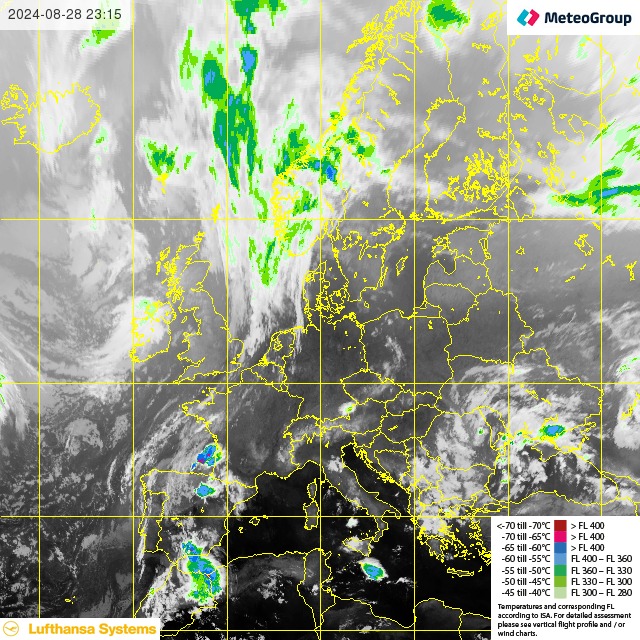 2024-08-28 23:15
MeteoGroup
<-70 till -70°C > FL 400
-70 till -65°C > FL 400
-65 till -60°C > FL 400
-60 till -55°C FL 400 – FL 360
-55 till -50°C FL 360 – FL 330
-50 till -45°C FL 330 – FL 300
-45 till -40°C FL 300 – FL 280
Temperatures and corresponding FL
according to ISA. For detailed assessment
please see vertical flight profile and / or
wind charts.
Lufthansa Systems